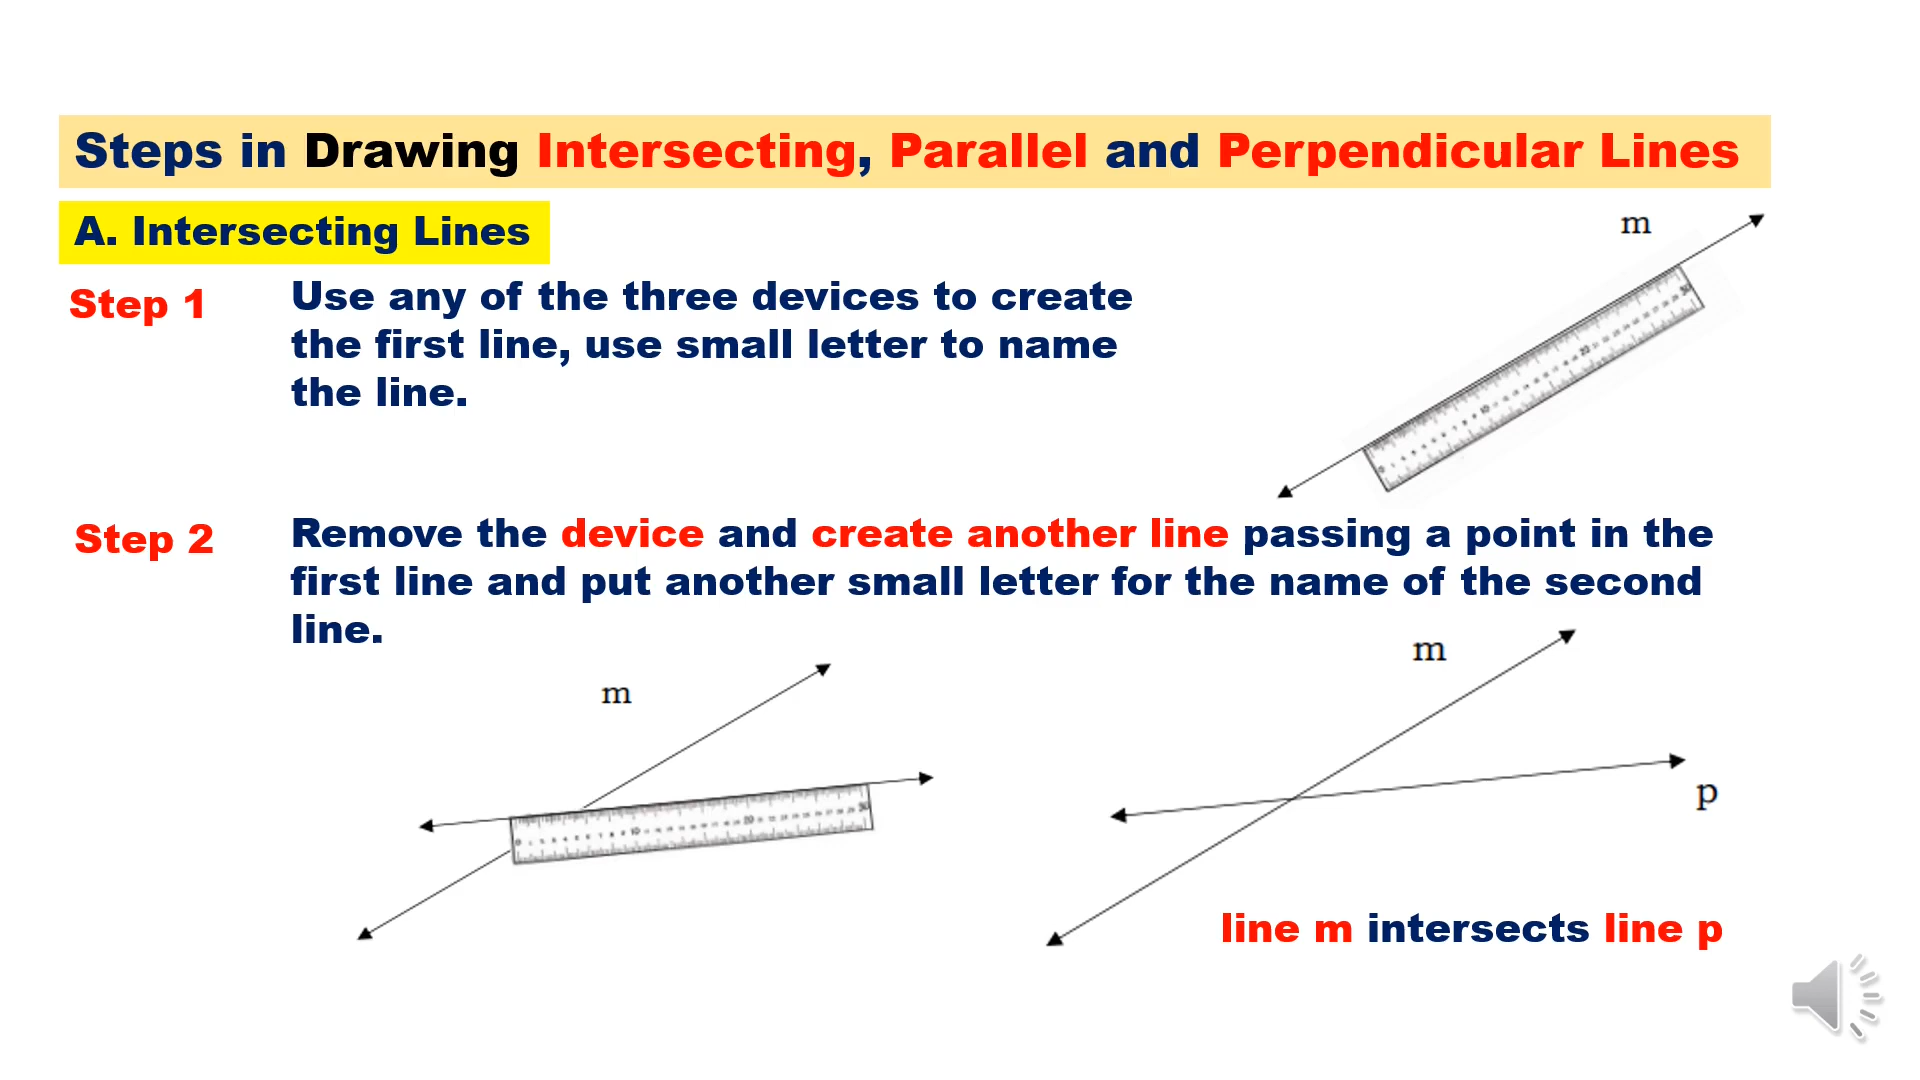 Steps in Drawing Intersecting, Parallel and Perpendicular Lines
A. Intersecting Lines
m
Step 1
Use any of the three devices to create
the first line, use small letter to name
the line.
Step 2
Remove the device and create another line passing a point in the
first line and put another small letter for the name of the second
line.
m
m
p
line m intersects line p